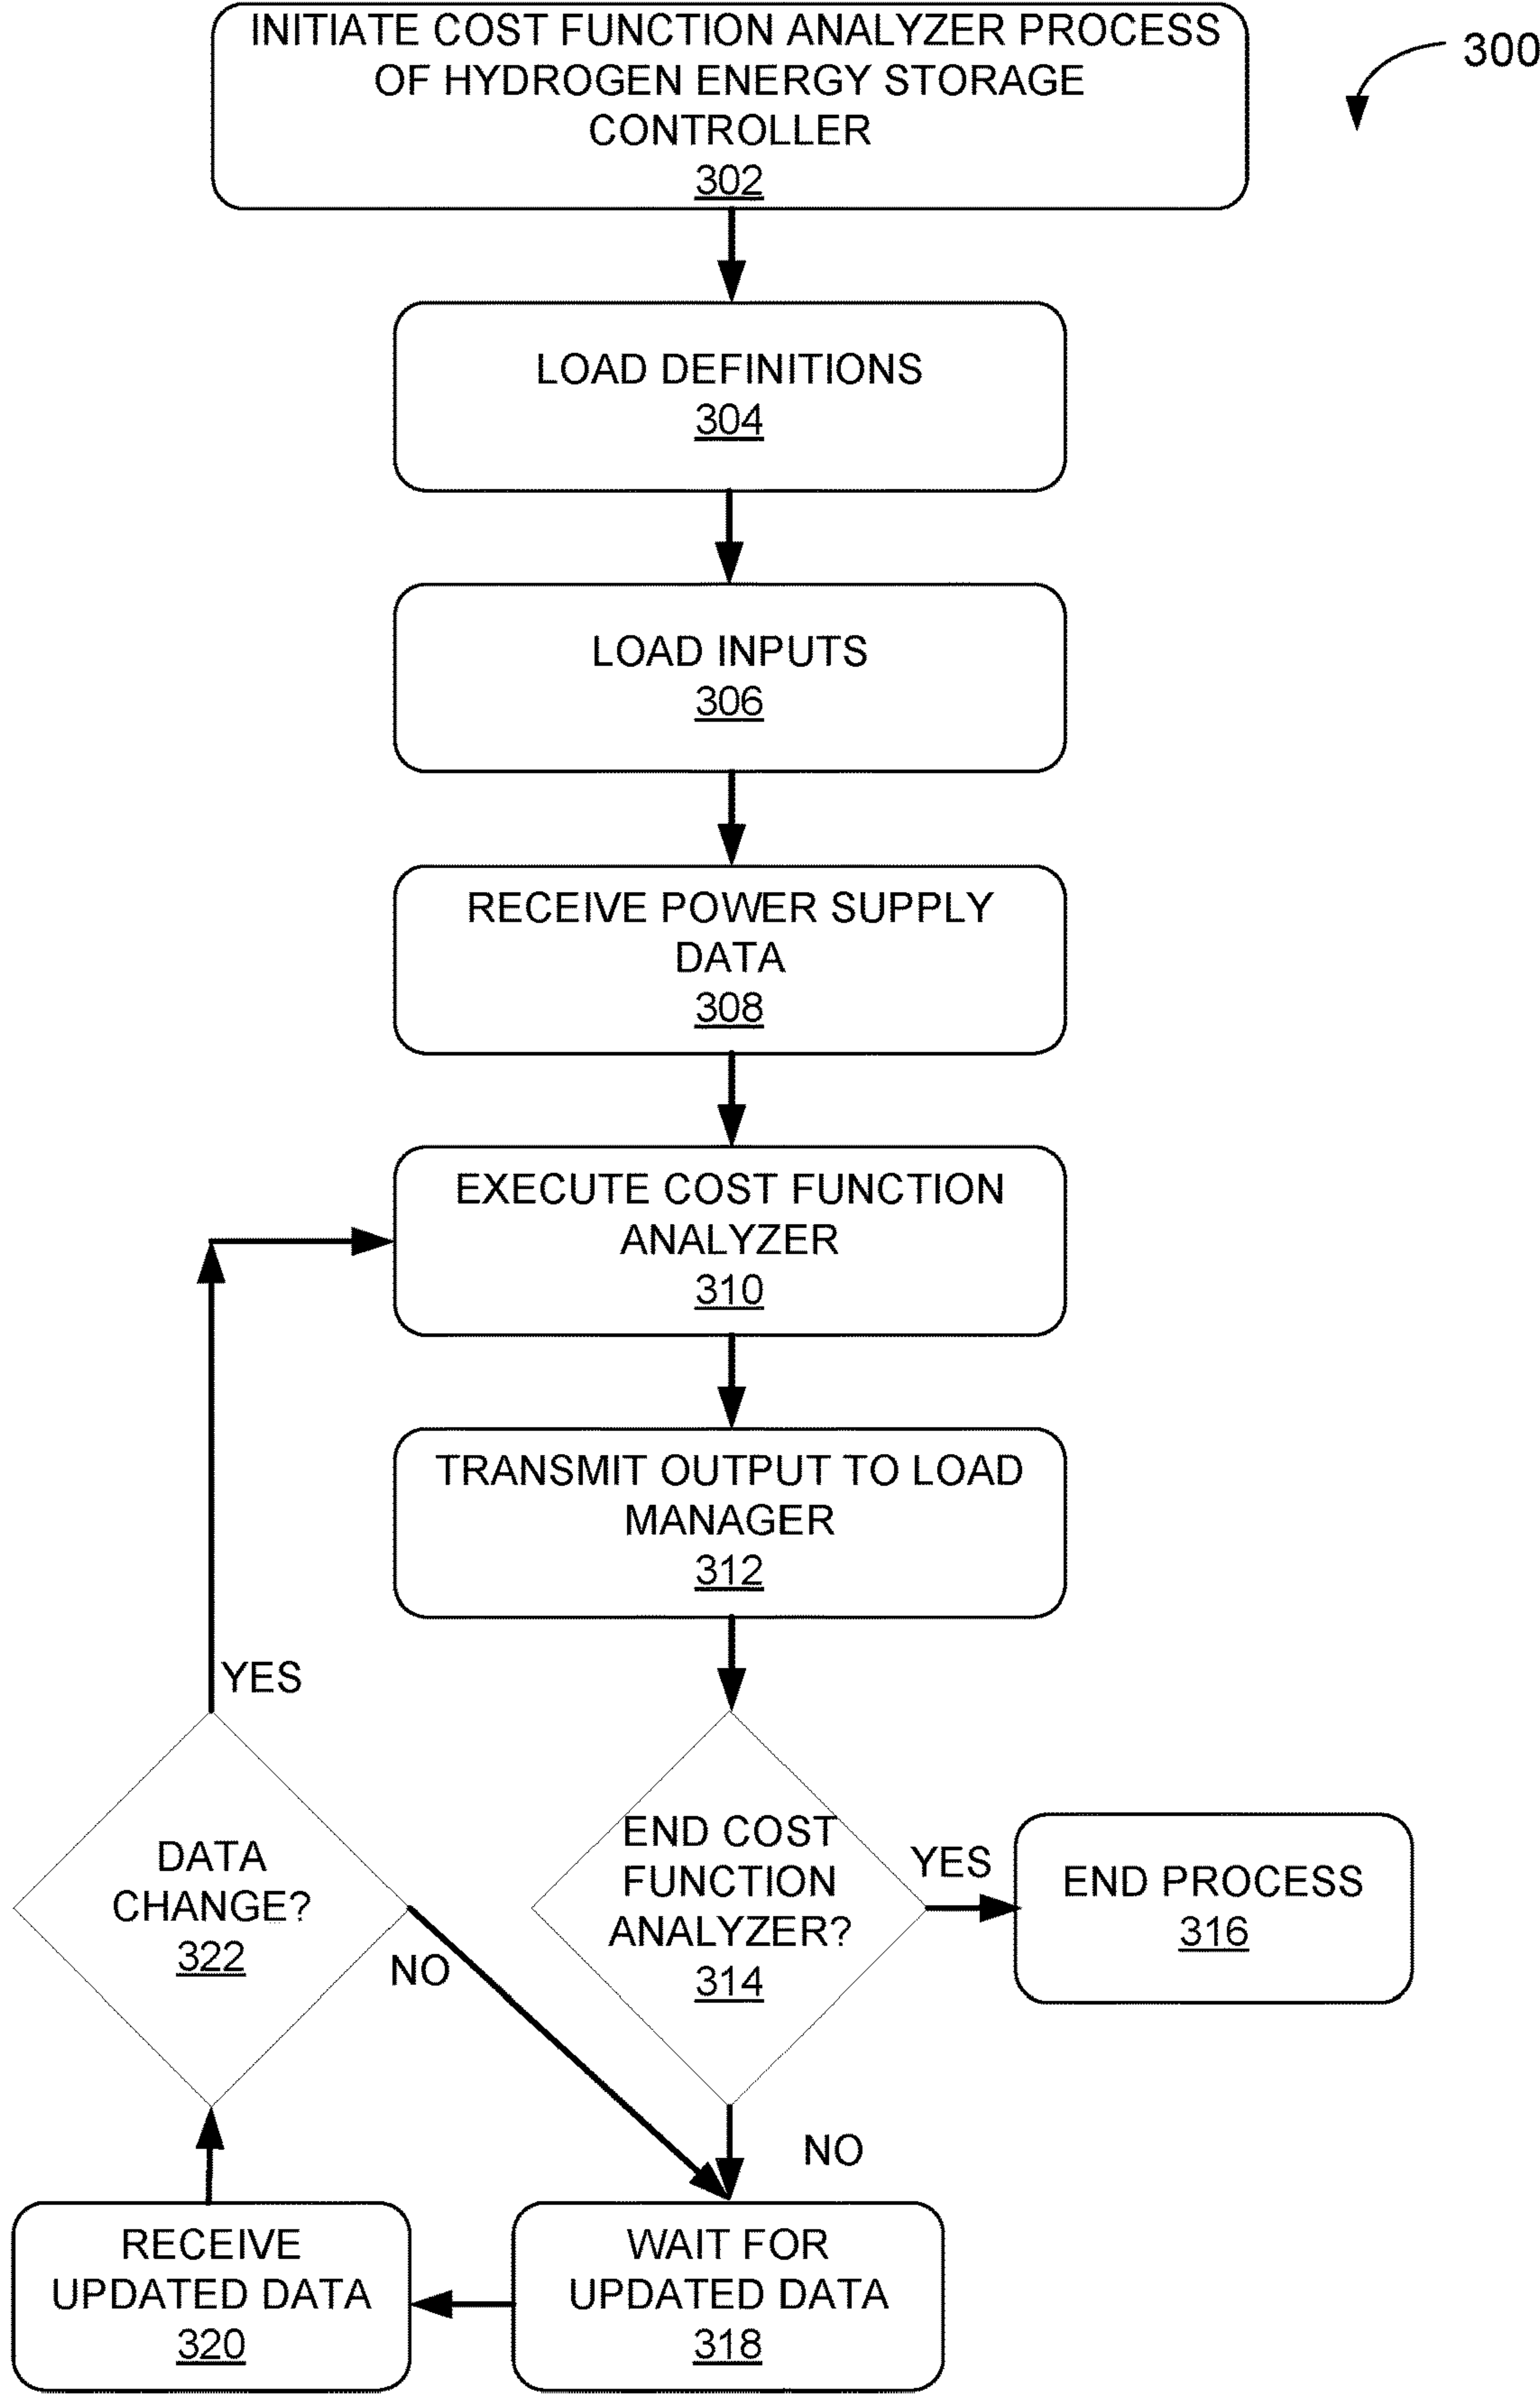 INITIATE COST FUNCTION ANALYZER PROCESS
OF HYDROGEN ENERGY STORAGE
CONTROLLER
302
300
LOAD DEFINITIONS
304
LOAD INPUTS
306
RECEIVE POWER SUPPLY
DATA
308
EXECUTE COST FUNCTION
ANALYZER
310
TRANSMIT OUTPUT TO LOAD
MANAGER
312
YES
DATA
CHANGE?
322
NO
END COST
FUNCTION
ANALYZER?
314
YES
END PROCESS
316
NO
RECEIVE
UPDATED DATA
320
WAIT FOR
UPDATED DATA
318